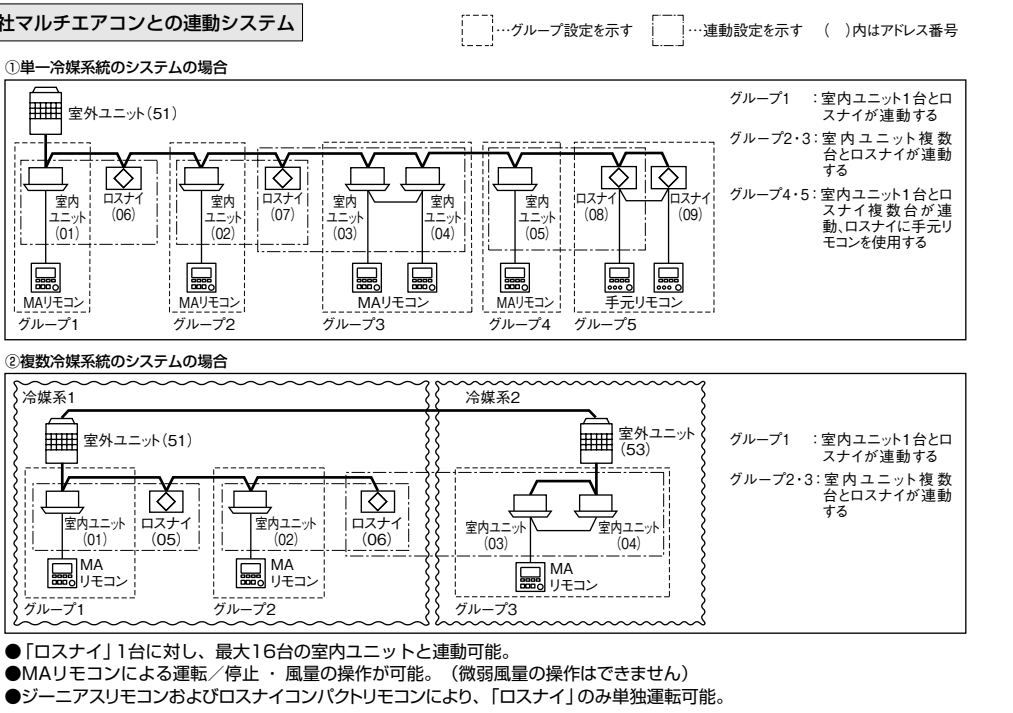 社マルチエアコンとの連動システム
…グループ設定を示す …連動設定を示す ( )内はアドレス番号
①単一冷媒系統のシステムの場合
室外ユニット(51)
室内
ユニット
(01)
ロスナイ
(06)
室内
ユニット
(02)
ロスナイ
(07)
室内
ユニット
(03)
室内
ユニット
(04)
室内
ユニット
(05)
ロスナイ
(08)
ロスナイ
(09)
MAリモコン
MAリモコン
MAリモコン
MAリモコン
手元リモコン
グループ1
グループ2
グループ3
グループ4
グループ5
グループ1 :室内ユニット1台とロ
スナイが連動する
グループ2・3:室内ユニット複数
台とロスナイが連動
する
グループ4・5:室内ユニット1台とロ
スナイ複数台が連
動、ロスナイに手元リ
モコンを使用する
②複数冷媒系統のシステムの場合
冷媒系1
室外ユニット(51)
室内ユニット
(01)
ロスナイ
(05)
室内ユニット
(02)
ロスナイ
(06)
MA
リモコン
MA
リモコン
グループ1
グループ2
冷媒系2
室外ユニット
(53)
室内ユニット
(03)
室内ユニット
(04)
MA
リモコン
グループ3
グループ1 :室内ユニット1台とロ
スナイが連動する
グループ2・3:室内ユニット複数
台とロスナイが連動
する
●「ロスナイ」1台に対し、最大16台の室内ユニットと連動可能。
●MAリモコンによる運転／停止 ・ 風量の操作が可能。（微弱風量の操作はできません）
●ジーニアスリモコンおよびロスナイコンパクトリモコンにより、「ロスナイ」のみ単独運転可能。